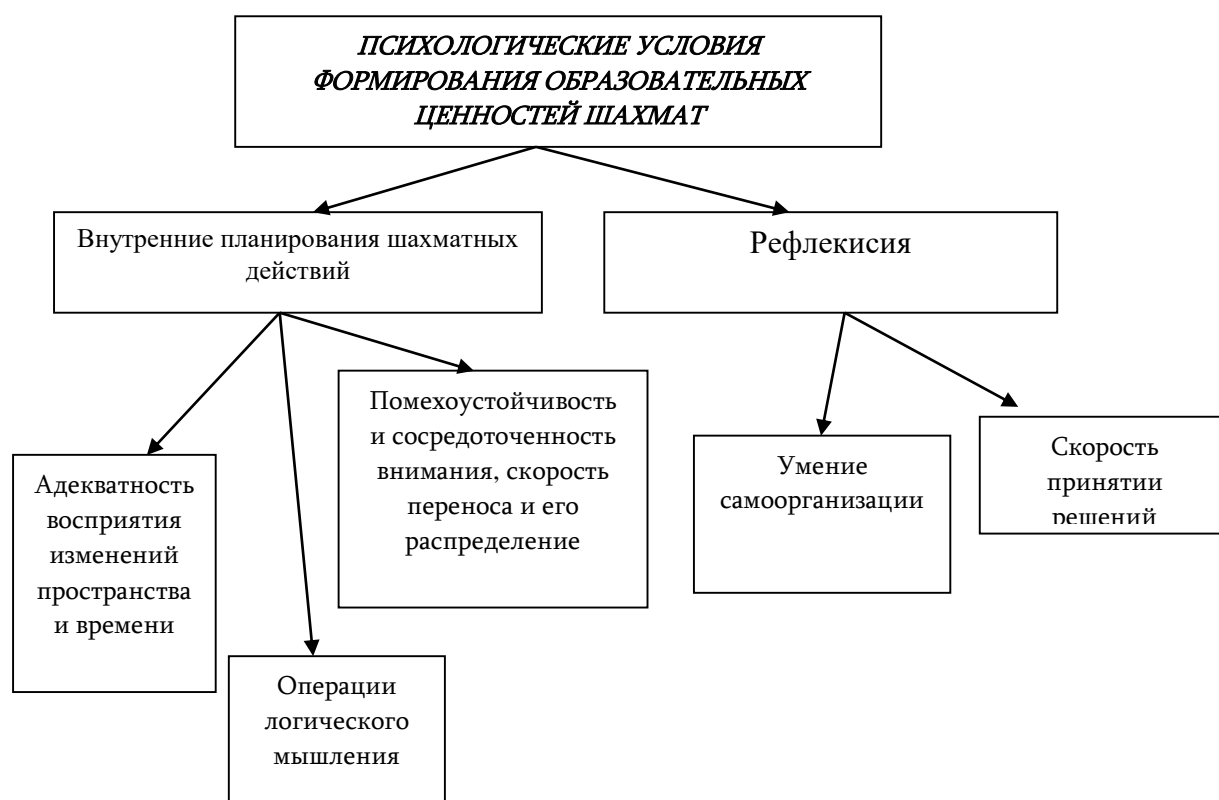 ПСИХОЛОГИЧЕСКИЕ УСЛОВИЯ
ФОРМИРОВАНИЯ ОБРАЗОВАТЕЛЬНЫХ
ЦЕННОСТЕЙ ШАХМАТ
Внутренние планирования шахматных
действий
Рефлекисия
Адекватность
восприятия
изменений
пространства
и времени
Операции
логического
мышления
Помехоустойчивость
и сосредоточенность
внимания, скорость
переноса и его
распределение
Умение
самоорганизации
Скорость
принятии
решений